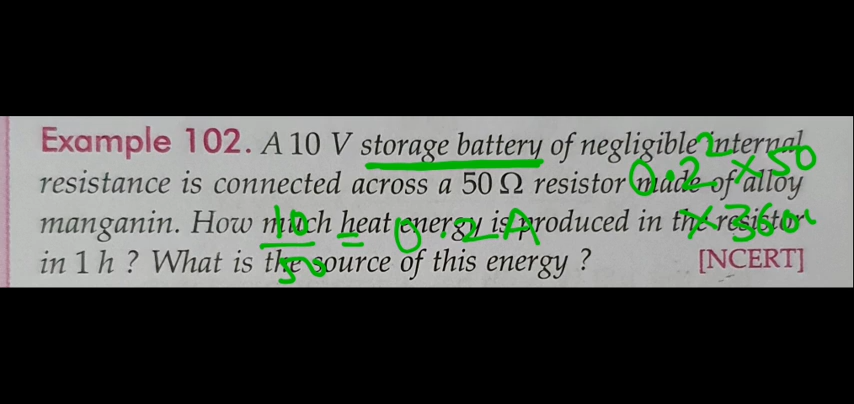 Example 102. A 10 V storage battery of negligible internal
resistance is connected across a 50 Ω resistor made of alloy
manganin. How much heat energy is produced in the resistor
in 1 h ? What is the source of this energy ? [NCERT]
0.2² × 50
× 3600
10/50 = 0.2 A